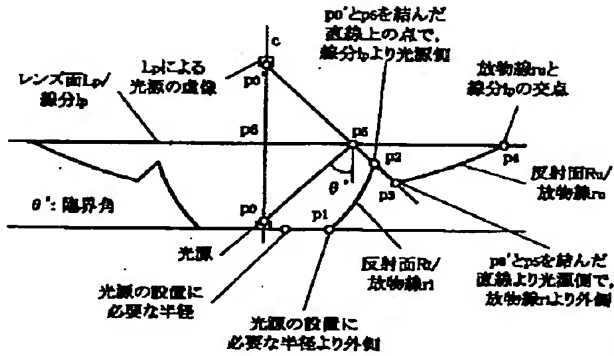 p0'とp5を結んだ
直線上の点で、
線分lpより光源側
c
Lpによる
光源の虚像
p0'
レンズ面Lp/
線分lp
放物線ruと
線分lpの交点
p6
p5
p4
p2
p3
反射面Ru/
放物線ru
θ°
θ°:臨界角
p0
p1
光源
反射面Rl/
放物線rl
p0'とp5を結んだ
直線より光源側で、
放物線rlより外側
光源の設置に
必要な半径
光源の設置に
必要な半径より外側